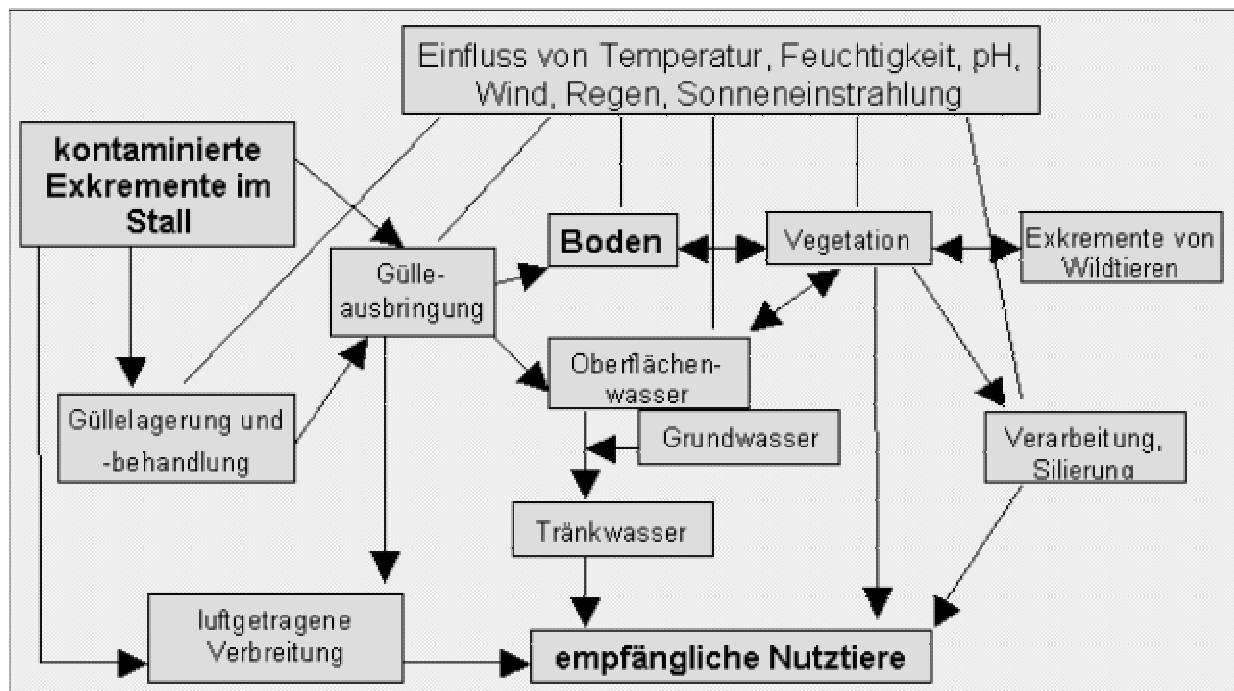 Einfluss von Temperatur, Feuchtigkeit, pH,
Wind, Regen, Sonneneinstrahlung
kontaminierte
Exkremente im
Stall
Gülle-
ausbringung
Boden
Vegetation
Exkremente von
Wildtieren
Oberflächen-
wasser
Güllelagerung und
-behandlung
Grundwasser
Verarbeitung,
Silierung
Tränkwasser
luftgetragene
Verbreitung
empfängliche Nutztiere